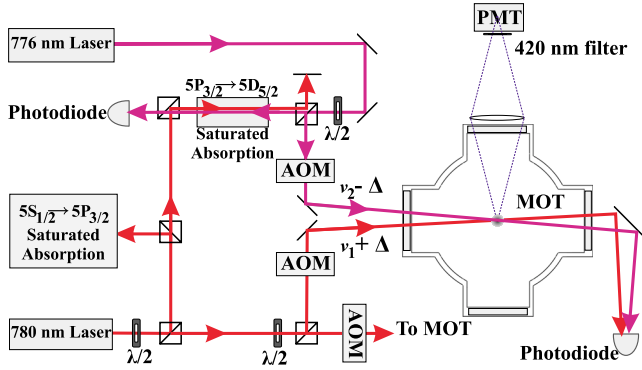 PMT
776 nm Laser
420 nm filter
5P3/2→5D5/2
Photodiode
Saturated
Absorption
λ/2
AOM
ν2- Δ
MOT
5S1/2→5P3/2
Saturated
Absorption
ν1+ Δ
AOM
780 nm Laser
λ/2
λ/2
AOM
To MOT
Photodiode